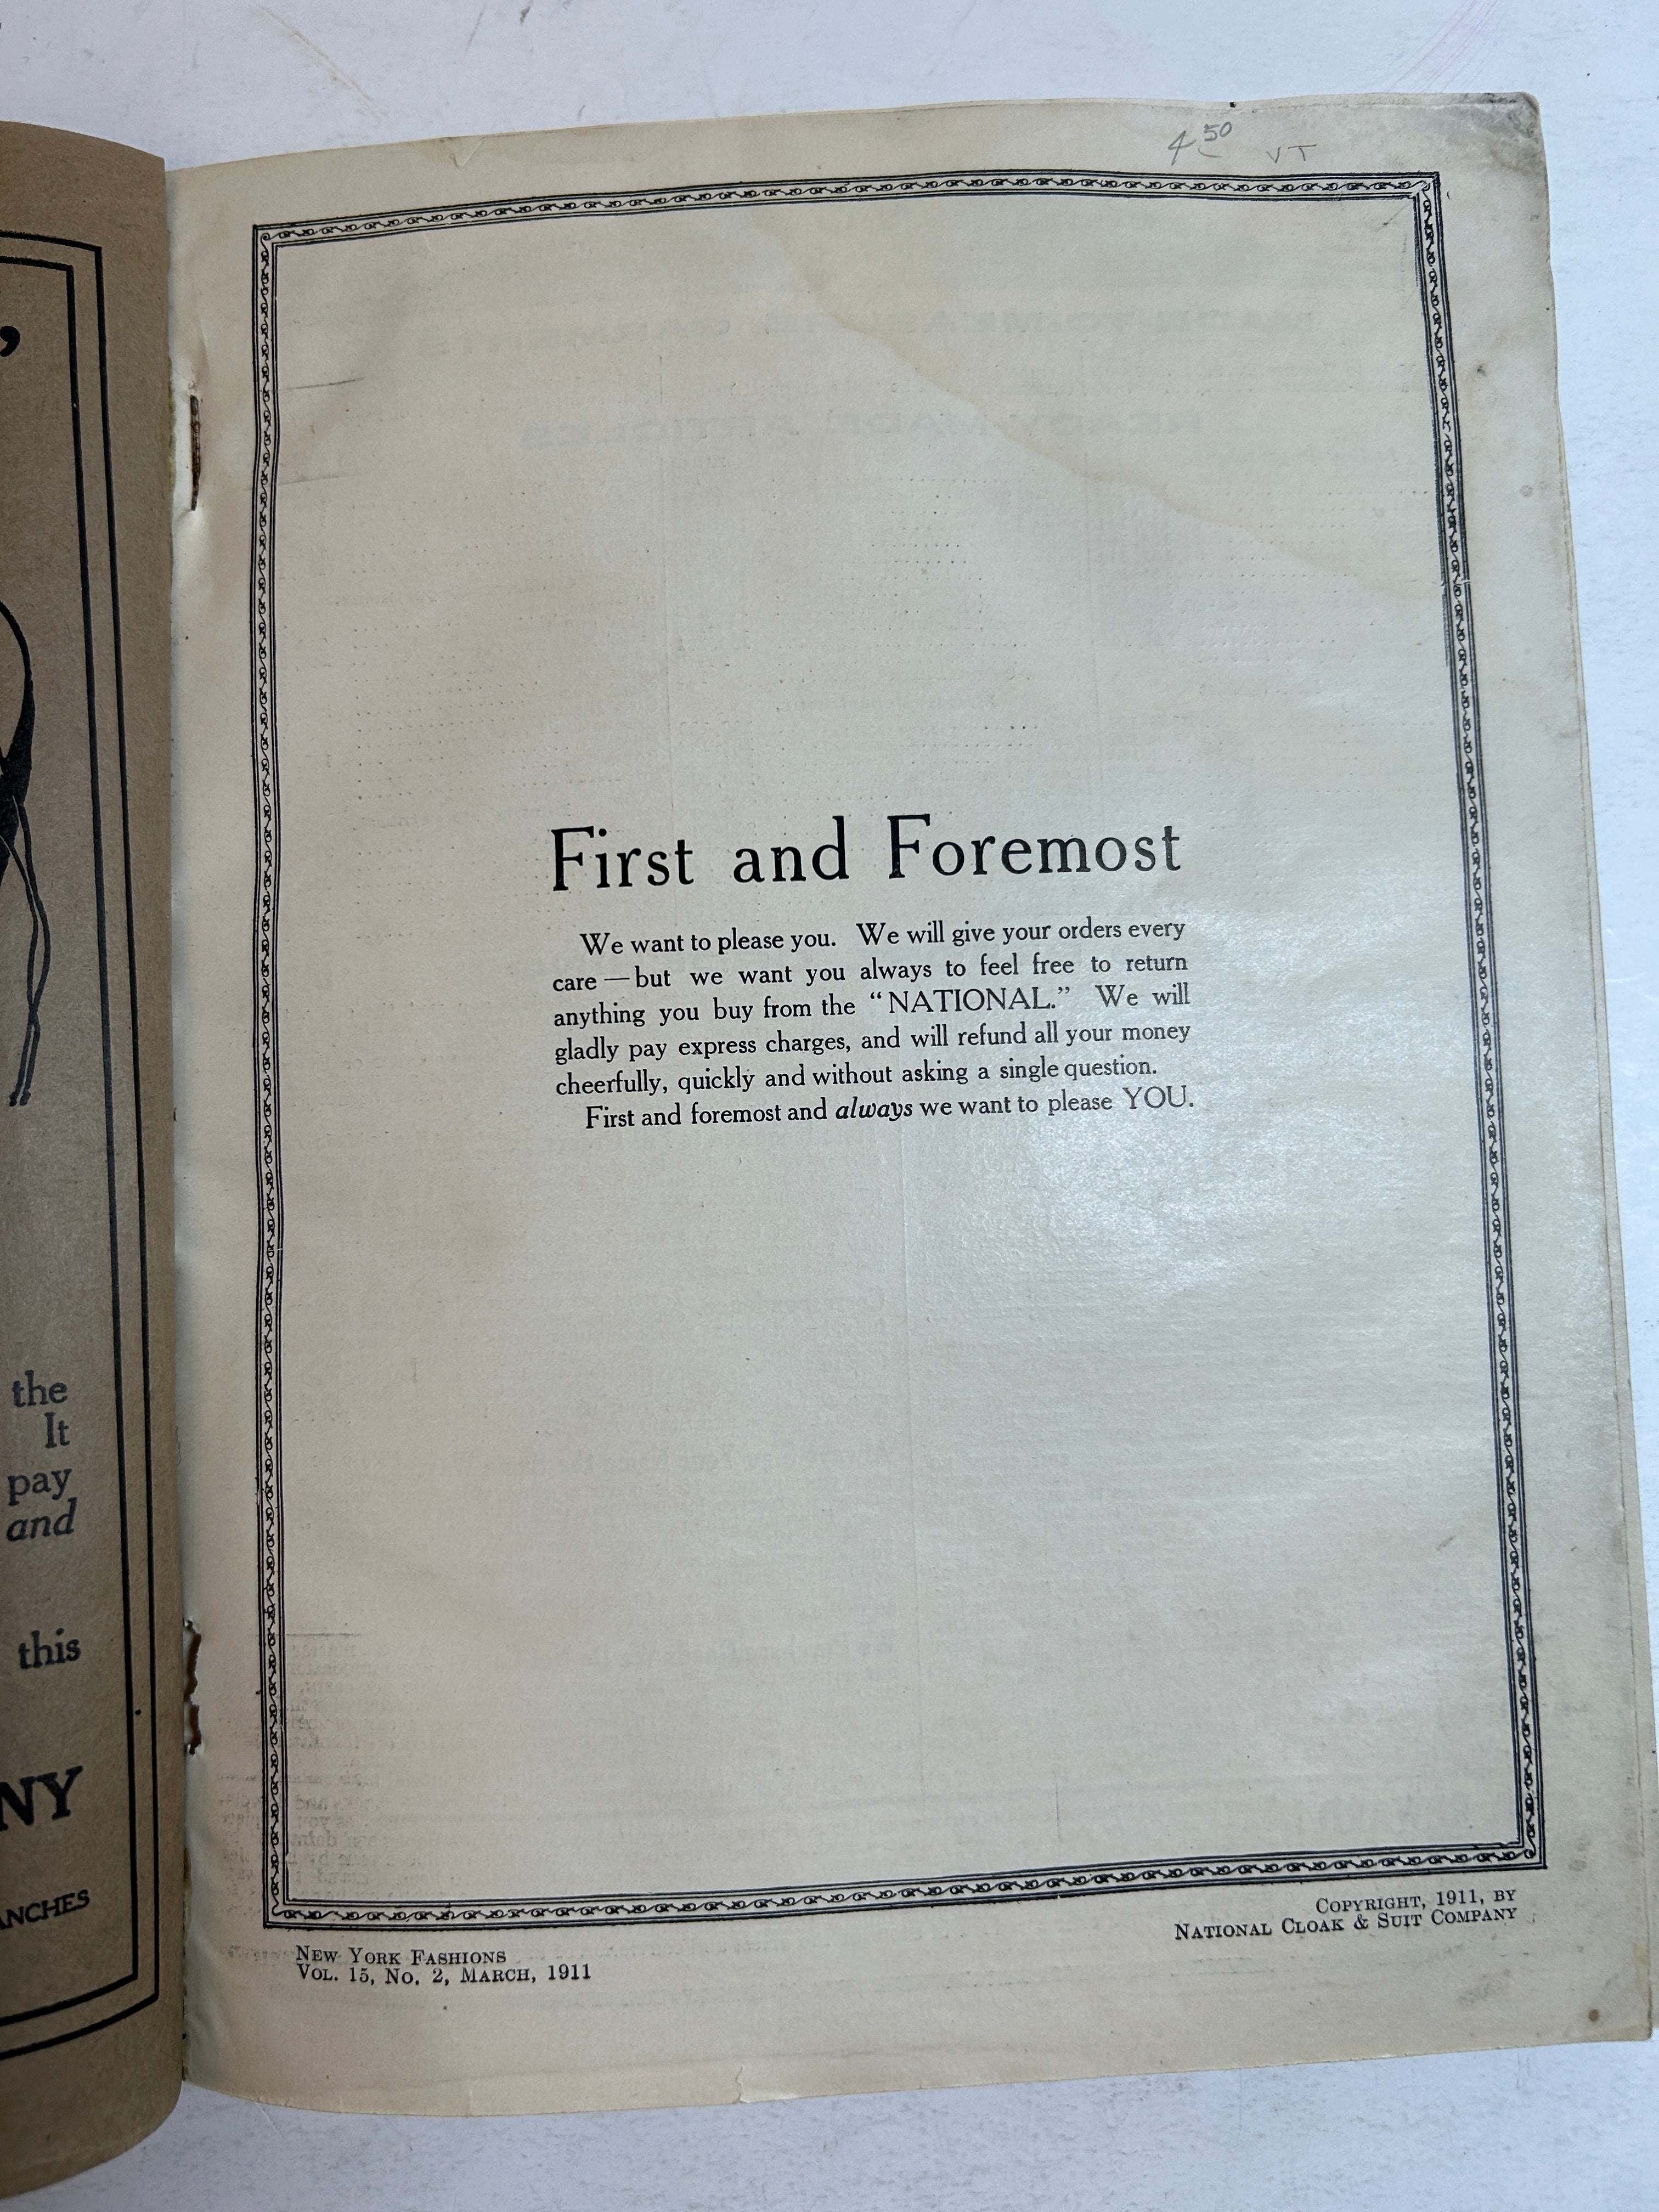 the
It
pay
and
this
NY
ANCHES
4 50 VT
First and Foremost
We want to please you. We will give your orders every
care — but we want you always to feel free to return
anything you buy from the “NATIONAL.” We will
gladly pay express charges, and will refund all your money
cheerfully, quickly and without asking a single question.
First and foremost and always we want to please YOU.
NEW YORK FASHIONS
VOL. 15, NO. 2, MARCH, 1911
COPYRIGHT, 1911, BY
NATIONAL CLOAK & SUIT COMPANY